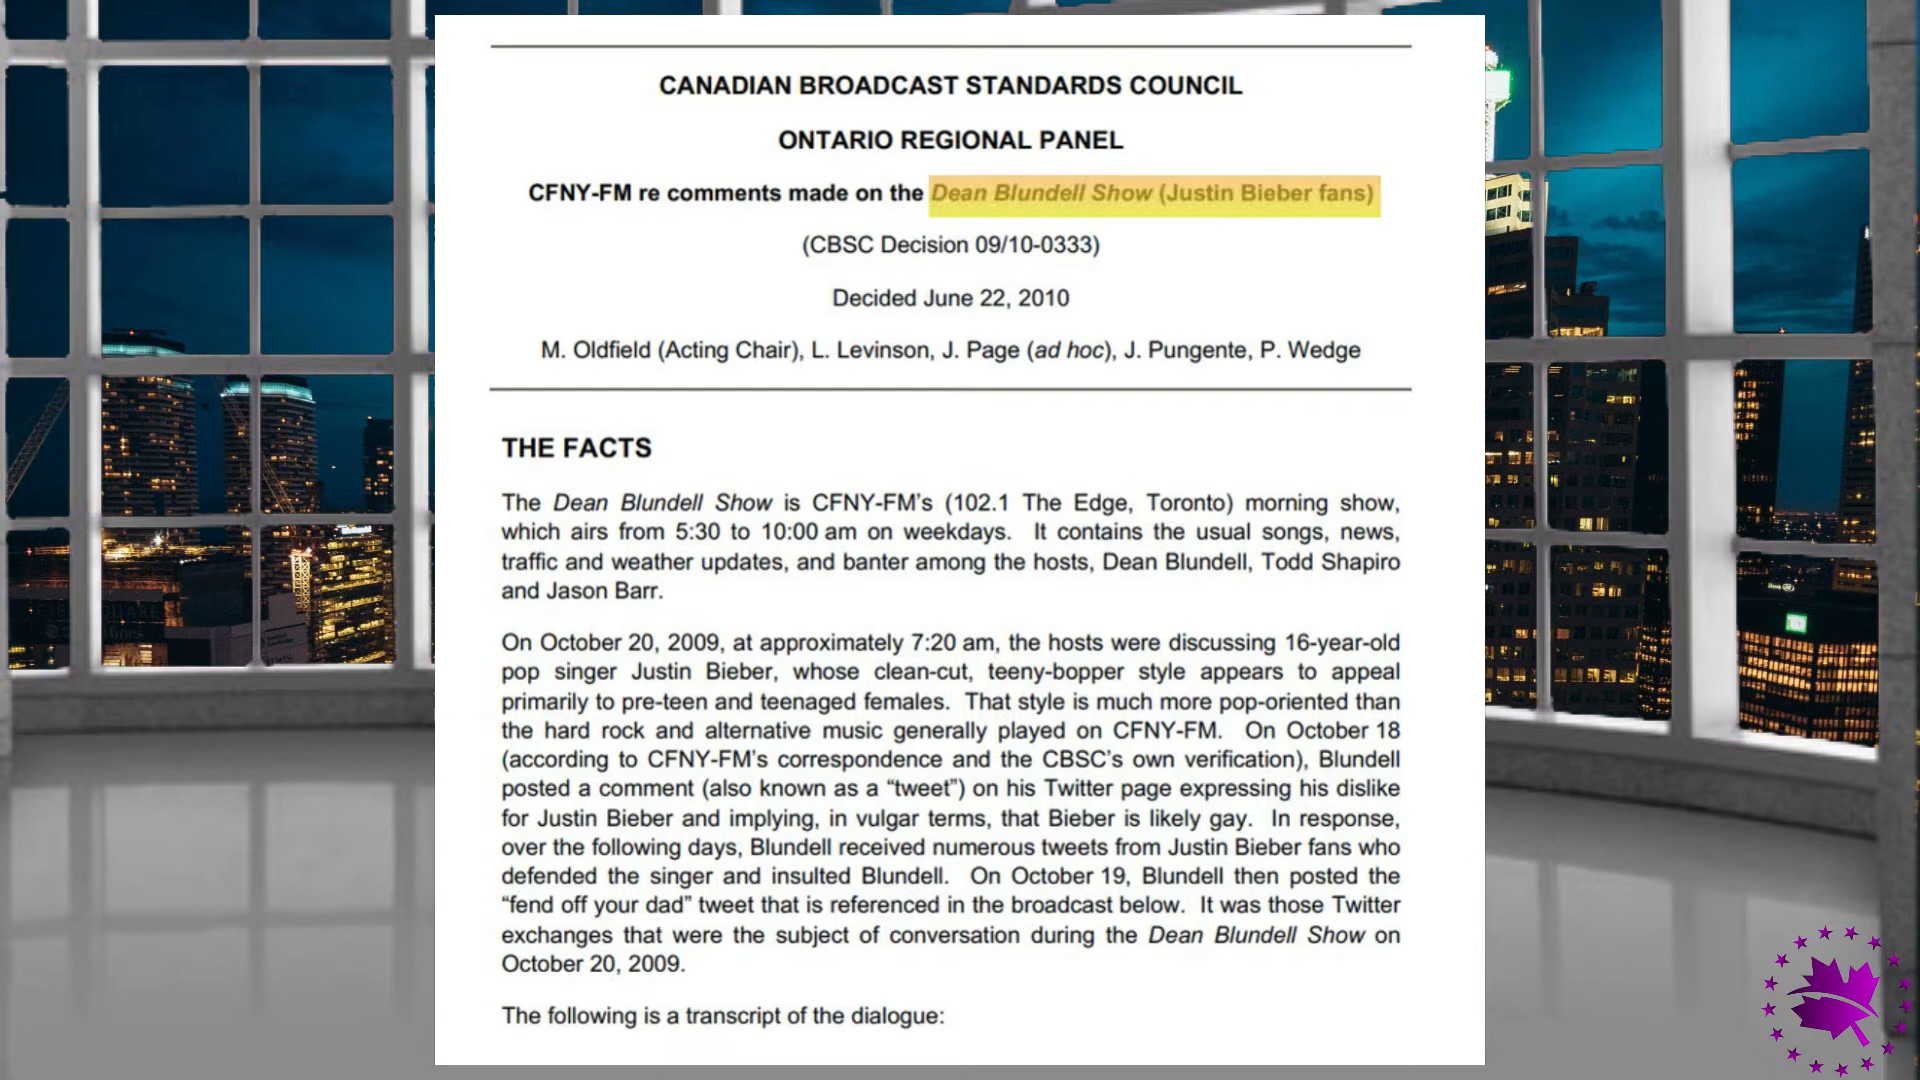 CANADIAN BROADCAST STANDARDS COUNCIL
ONTARIO REGIONAL PANEL
CFNY-FM re comments made on the Dean Blundell Show (Justin Bieber fans)
(CBSC Decision 09/10-0333)
Decided June 22, 2010
M. Oldfield (Acting Chair), L. Levinson, J. Page (ad hoc), J. Pungente, P. Wedge
THE FACTS
The Dean Blundell Show is CFNY-FM’s (102.1 The Edge, Toronto) morning show,
which airs from 5:30 to 10:00 am on weekdays. It contains the usual songs, news,
traffic and weather updates, and banter among the hosts, Dean Blundell, Todd Shapiro
and Jason Barr.
On October 20, 2009, at approximately 7:20 am, the hosts were discussing 16-year-old
pop singer Justin Bieber, whose clean-cut, teeny-bopper style appears to appeal
primarily to pre-teen and teenaged females. That style is much more pop-oriented than
the hard rock and alternative music generally played on CFNY-FM. On October 18
(according to CFNY-FM’s correspondence and the CBSC’s own verification), Blundell
posted a comment (also known as a “tweet”) on his Twitter page expressing his dislike
for Justin Bieber and implying, in vulgar terms, that Bieber is likely gay. In response,
over the following days, Blundell received numerous tweets from Justin Bieber fans who
defended the singer and insulted Blundell. On October 19, Blundell then posted the
“fend off your dad” tweet that is referenced in the broadcast below. It was those Twitter
exchanges that were the subject of conversation during the Dean Blundell Show on
October 20, 2009.
The following is a transcript of the dialogue: